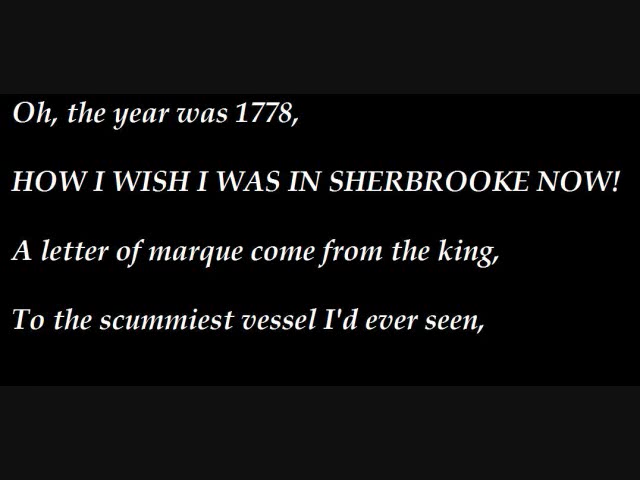 Oh, the year was 1778,
HOW I WISH I WAS IN SHERBROOKE NOW!
A letter of marque come from the king,
To the scummiest vessel I'd ever seen,